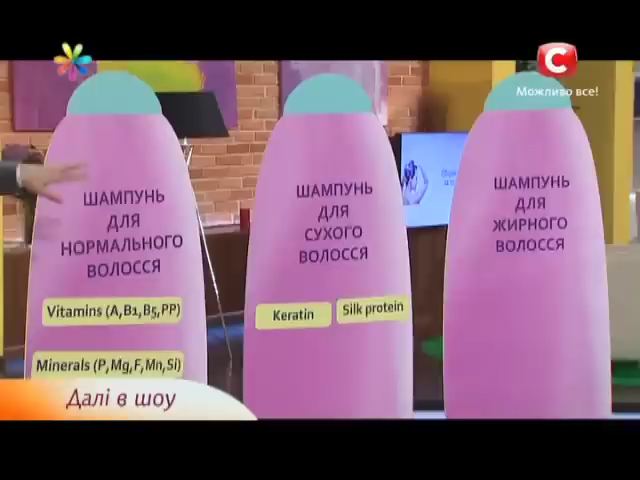 Можливо все!
ШАМПУНЬ
ДЛЯ
НОРМАЛЬНОГО
ВОЛОССЯ
Vitamins (A,B1,B5,PP)
Minerals (P,Mg,F,Mn,Si)
ШАМПУНЬ
ДЛЯ
СУХОГО
ВОЛОССЯ
Keratin
Silk protein
ШАМПУНЬ
ДЛЯ
ЖИРНОГО
ВОЛОССЯ
Далі в шоу